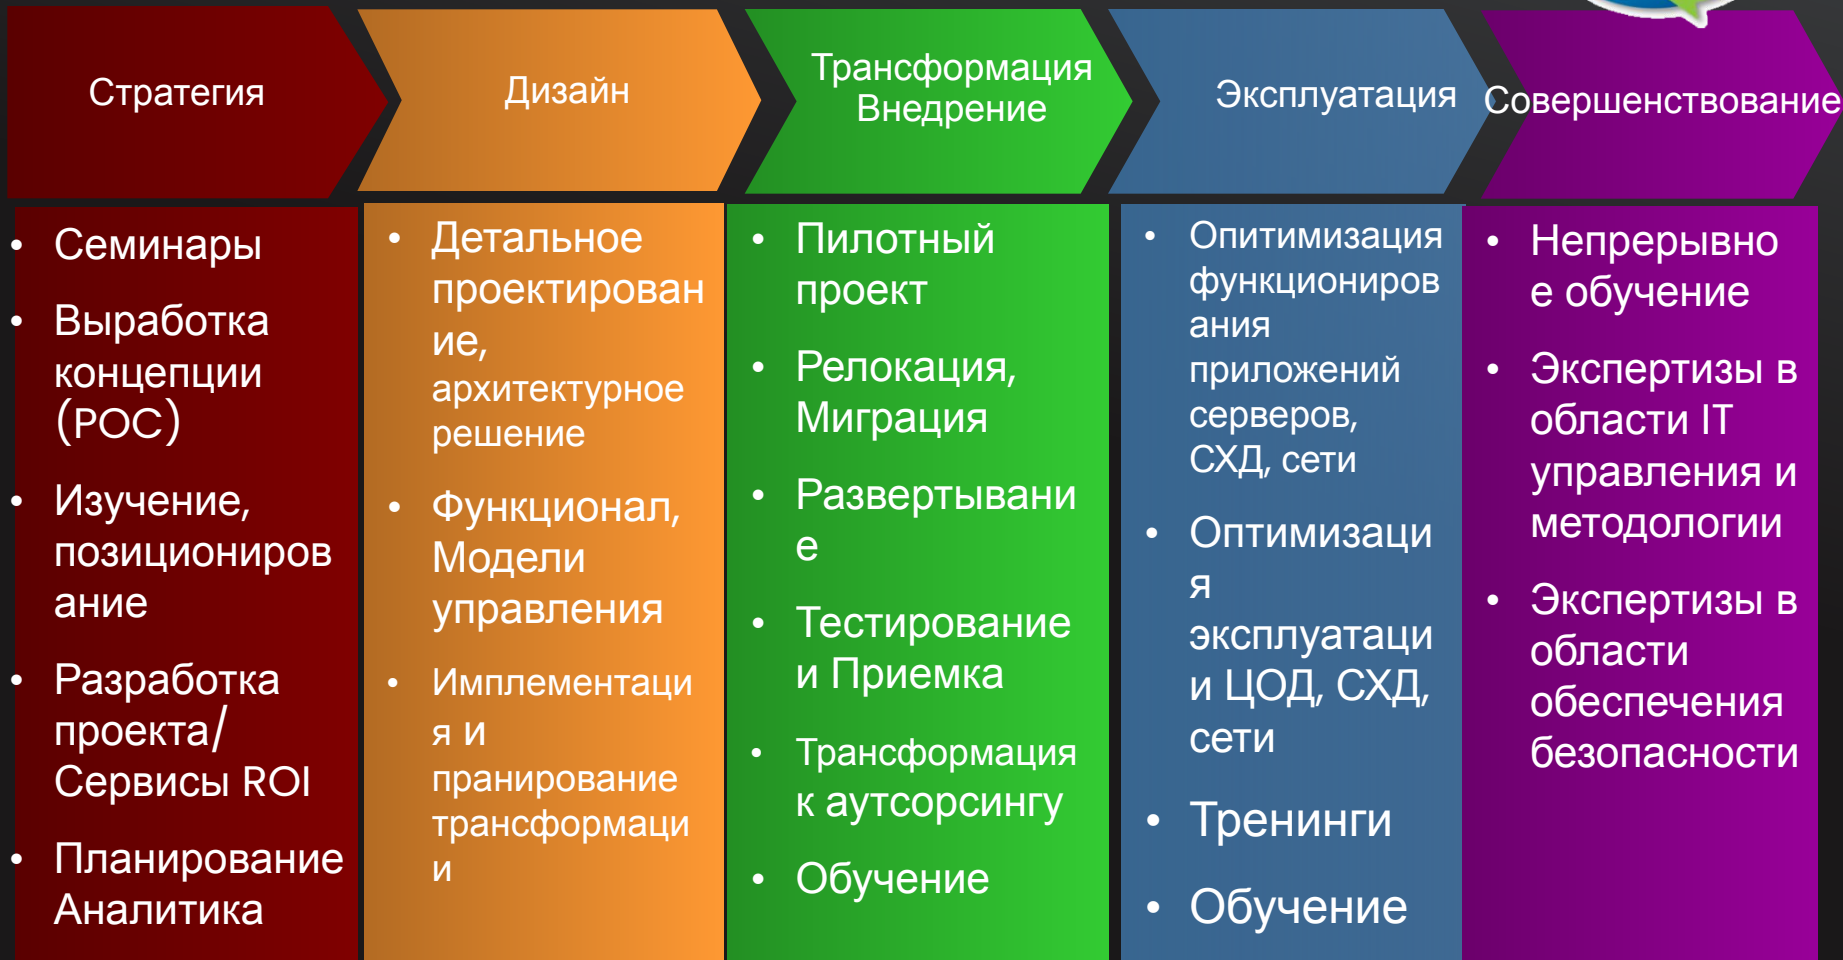 Стратегия
Дизайн
Трансформация
Внедрение
Эксплуатация
Совершенствование
• Семинары
• Выработка
концепции
(POC)
• Изучение,
позициониров
ание
• Разработка
проекта/
Сервисы ROI
• Планирование
Аналитика
• Детальное
проектирован
ие,
архитектурное
решение
• Функционал,
Модели
управления
• Имплементаци
я и
пранирование
трансформаци
и
• Пилотный
проект
• Релокация,
Миграция
• Развертывани
е
• Тестирование
и Приемка
• Трансформация
к аутсорсингу
• Обучение
• Опитимизация
функциониров
ания
приложений
серверов,
СХД, сети
• Оптимизаци
я
эксплуатаци
и ЦОД, СХД,
сети
• Тренинги
• Обучение
• Непрерывно
е обучение
• Экспертизы в
области IT
управления и
методологии
• Экспертизы в
области
обеспечения
безопасности